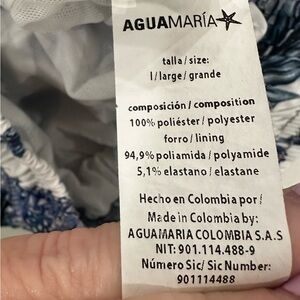 AGUAMARÍA
talla/size:
l/large/grande
composición/composition
100% poliéster/polyester
forro/lining
94,9% poliamida/polyamide
5,1% elastano/elastane
Hecho en Colombia por/
Made in Colombia by:
AGUAMARIA COLOMBIA S.A.S
NIT: 901.114.488-9
Número Sic/ Sic Number:
901114488